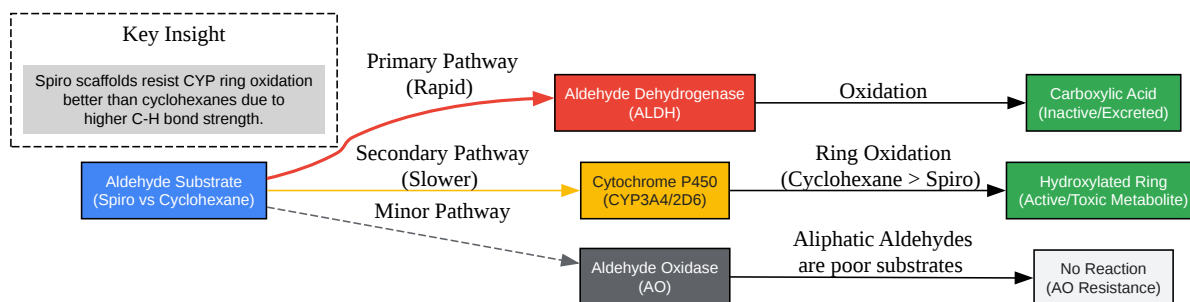 Key Insight
Spiro scaffolds resist CYP ring oxidation
better than cyclohexanes due to
higher C-H bond strength.
Aldehyde Substrate
(Spiro vs Cyclohexane)
Primary Pathway
(Rapid)
Aldehyde Dehydrogenase
(ALDH)
Oxidation
Carboxylic Acid
(Inactive/Excreted)
Secondary Pathway
(Slower)
Cytochrome P450
(CYP3A4/2D6)
Ring Oxidation
(Cyclohexane > Spiro)
Hydroxylated Ring
(Active/Toxic Metabolite)
Minor Pathway
Aldehyde Oxidase
(AO)
Aliphatic Aldehydes
are poor substrates
No Reaction
(AO Resistance)